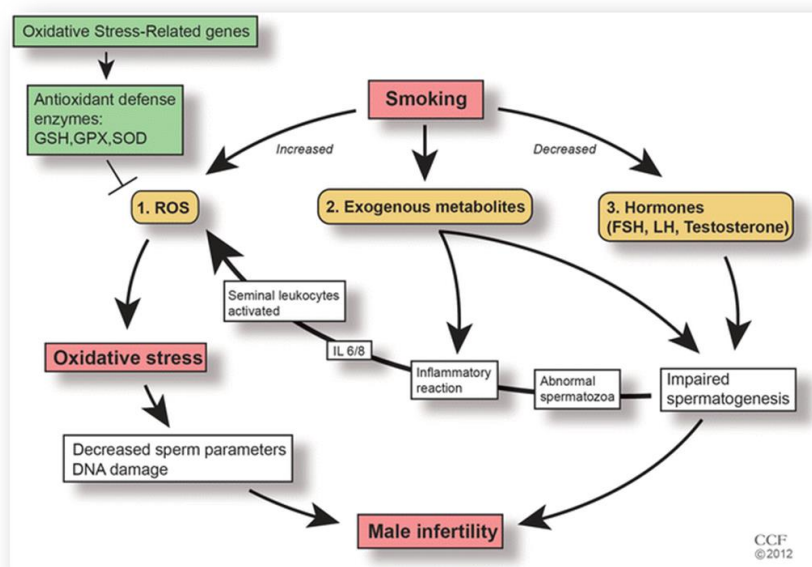 Oxidative Stress-Related genes
Antioxidant defense
enzymes:
GSH,GPX,SOD
Smoking
Increased
Decreased
1. ROS
2. Exogenous metabolites
3. Hormones
(FSH, LH, Testosterone)
Seminal leukocytes
activated
IL 6/8
Inflammatory
reaction
Abnormal
spermatozoa
Impaired
spermatogenesis
Oxidative stress
Decreased sperm parameters
DNA damage
Male infertility
CCF
©2012